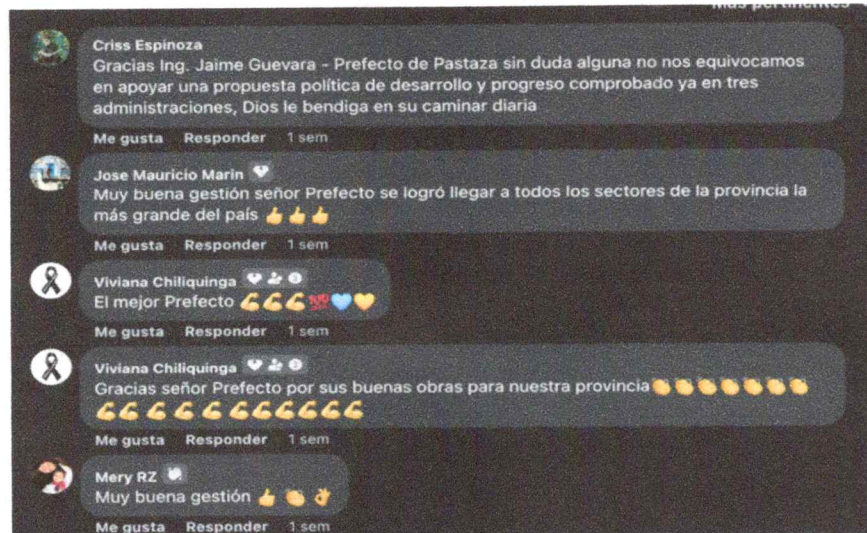 Más pertinentes
Criss Espinoza
Gracias Ing. Jaime Guevara - Prefecto de Pastaza sin duda alguna no nos equivocamos
en apoyar una propuesta política de desarrollo y progreso comprobado ya en tres
administraciones, Dios le bendiga en su caminar diaria
Me gusta Responder 1 sem
Jose Mauricio Marin
Muy buena gestión señor Prefecto se logró llegar a todos los sectores de la provincia la
más grande del país 👍👍👍
Me gusta Responder 1 sem
Viviana Chiliquinga
El mejor Prefecto 💪💪💪💯💙💛
Me gusta Responder 1 sem
Viviana Chiliquinga
Gracias señor Prefecto por sus buenas obras para nuestra provincia👏👏👏👏👏👏👏
💪💪 💪 💪 💪 💪💪💪💪💪
Me gusta Responder 1 sem
Mery RZ
Muy buena gestión 👍 👏 👌
Me gusta Responder 1 sem